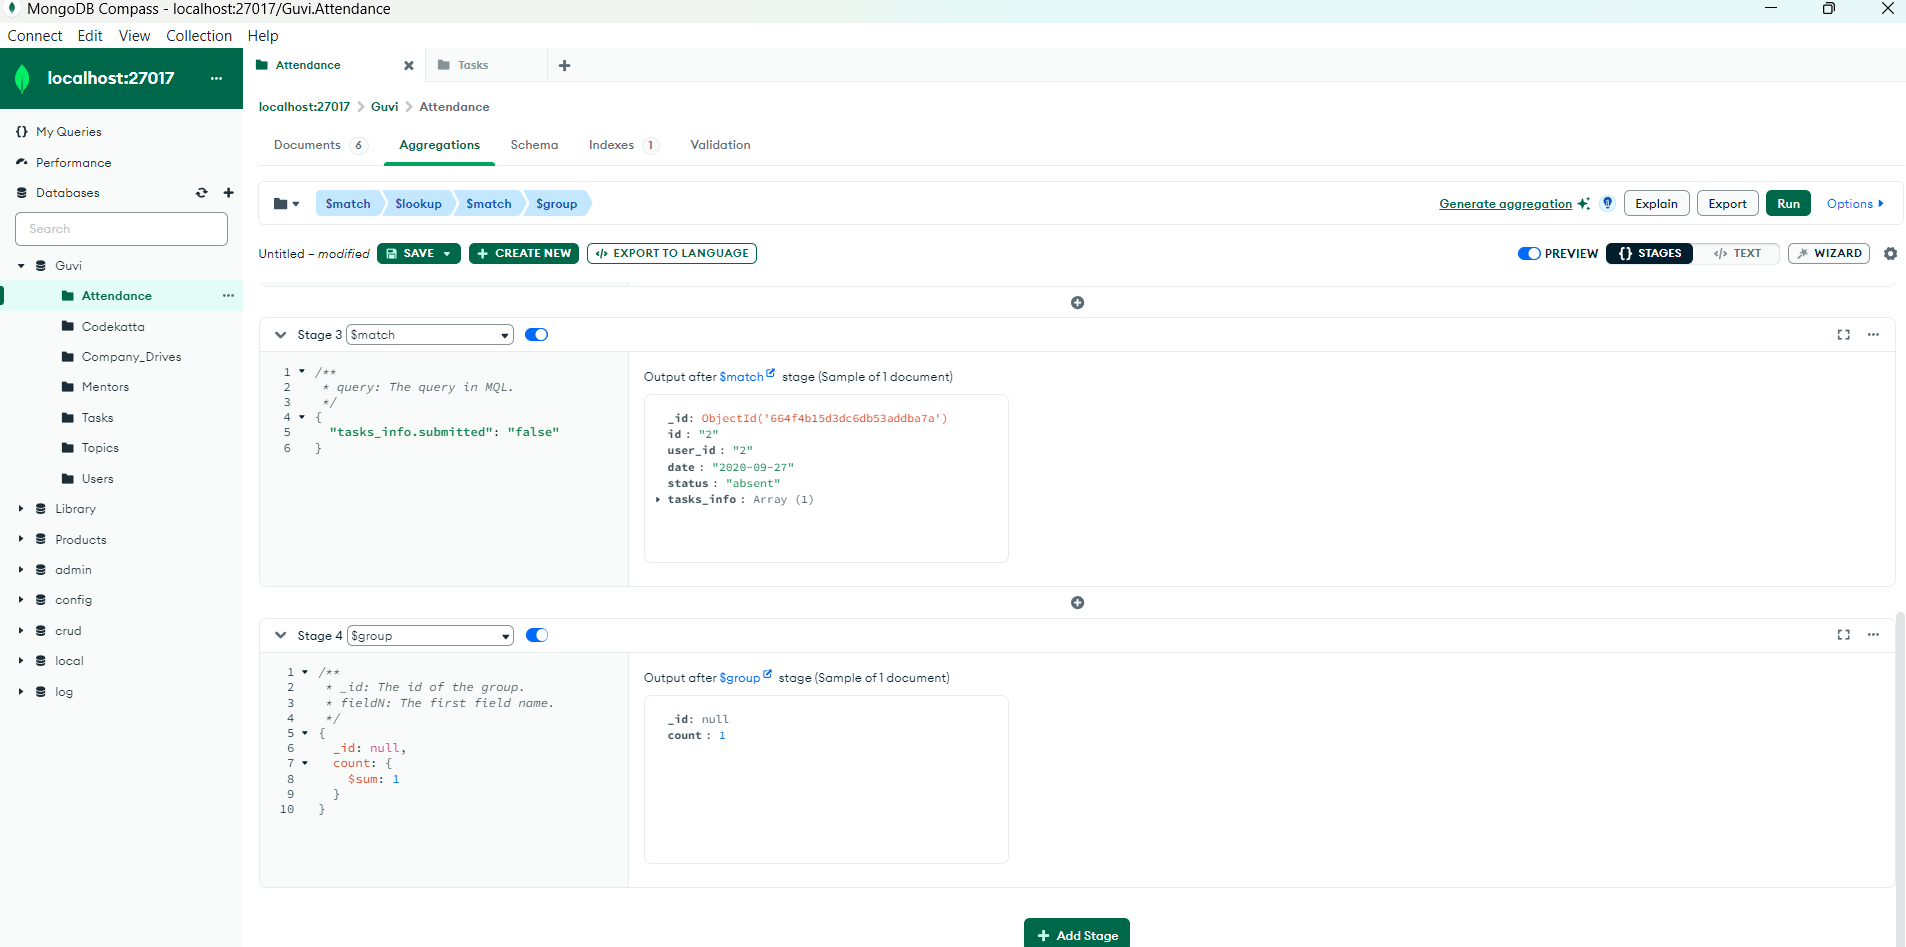 MongoDB Compass - localhost:27017/Guvi.Attendance
Connect Edit View Collection Help
localhost:27017 ...
My Queries
Performance
Databases
Search
Guvi
Attendance ...
Codekatta
Company_Drives
Mentors
Tasks
Topics
Users
Library
Products
admin
config
crud
local
log
Attendance
Tasks
localhost:27017 > Guvi > Attendance
Documents 6 Aggregations Schema Indexes 1 Validation
$match $lookup $match $group
Generate aggregation Explain Export Run Options
Untitled – modified SAVE + CREATE NEW </> EXPORT TO LANGUAGE
PREVIEW {} STAGES </> TEXT WIZARD
Stage 3 $match
1 /**
2 * query: The query in MQL.
3 */
4 {
5 "tasks_info.submitted": "false"
6 }
Output after $match stage (Sample of 1 document)
_id: ObjectId('664f4b15d3dc6db53addba7a')
id : "2"
user_id : "2"
date : "2020-09-27"
status : "absent"
tasks_info : Array (1)
Stage 4 $group
1 /**
2 * _id: The id of the group.
3 * fieldN: The first field name.
4 */
5 {
6 _id: null,
7 count: {
8 $sum: 1
9 }
10 }
Output after $group stage (Sample of 1 document)
_id: null
count : 1
+ Add Stage